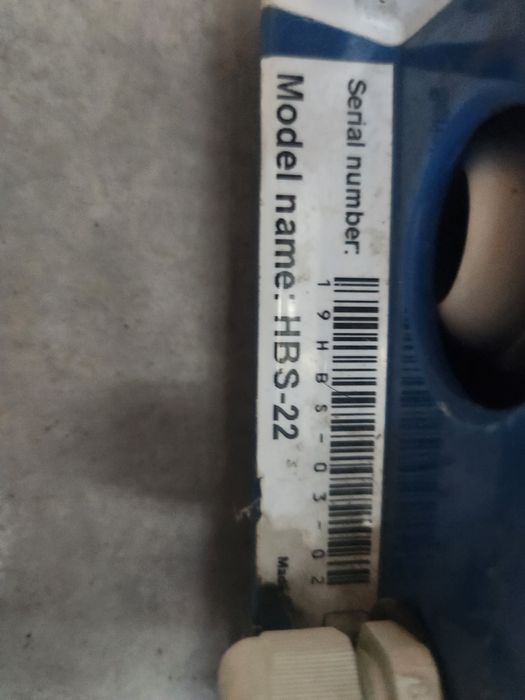 Serial number:
19HBS-03-02
Model name: HBS-22